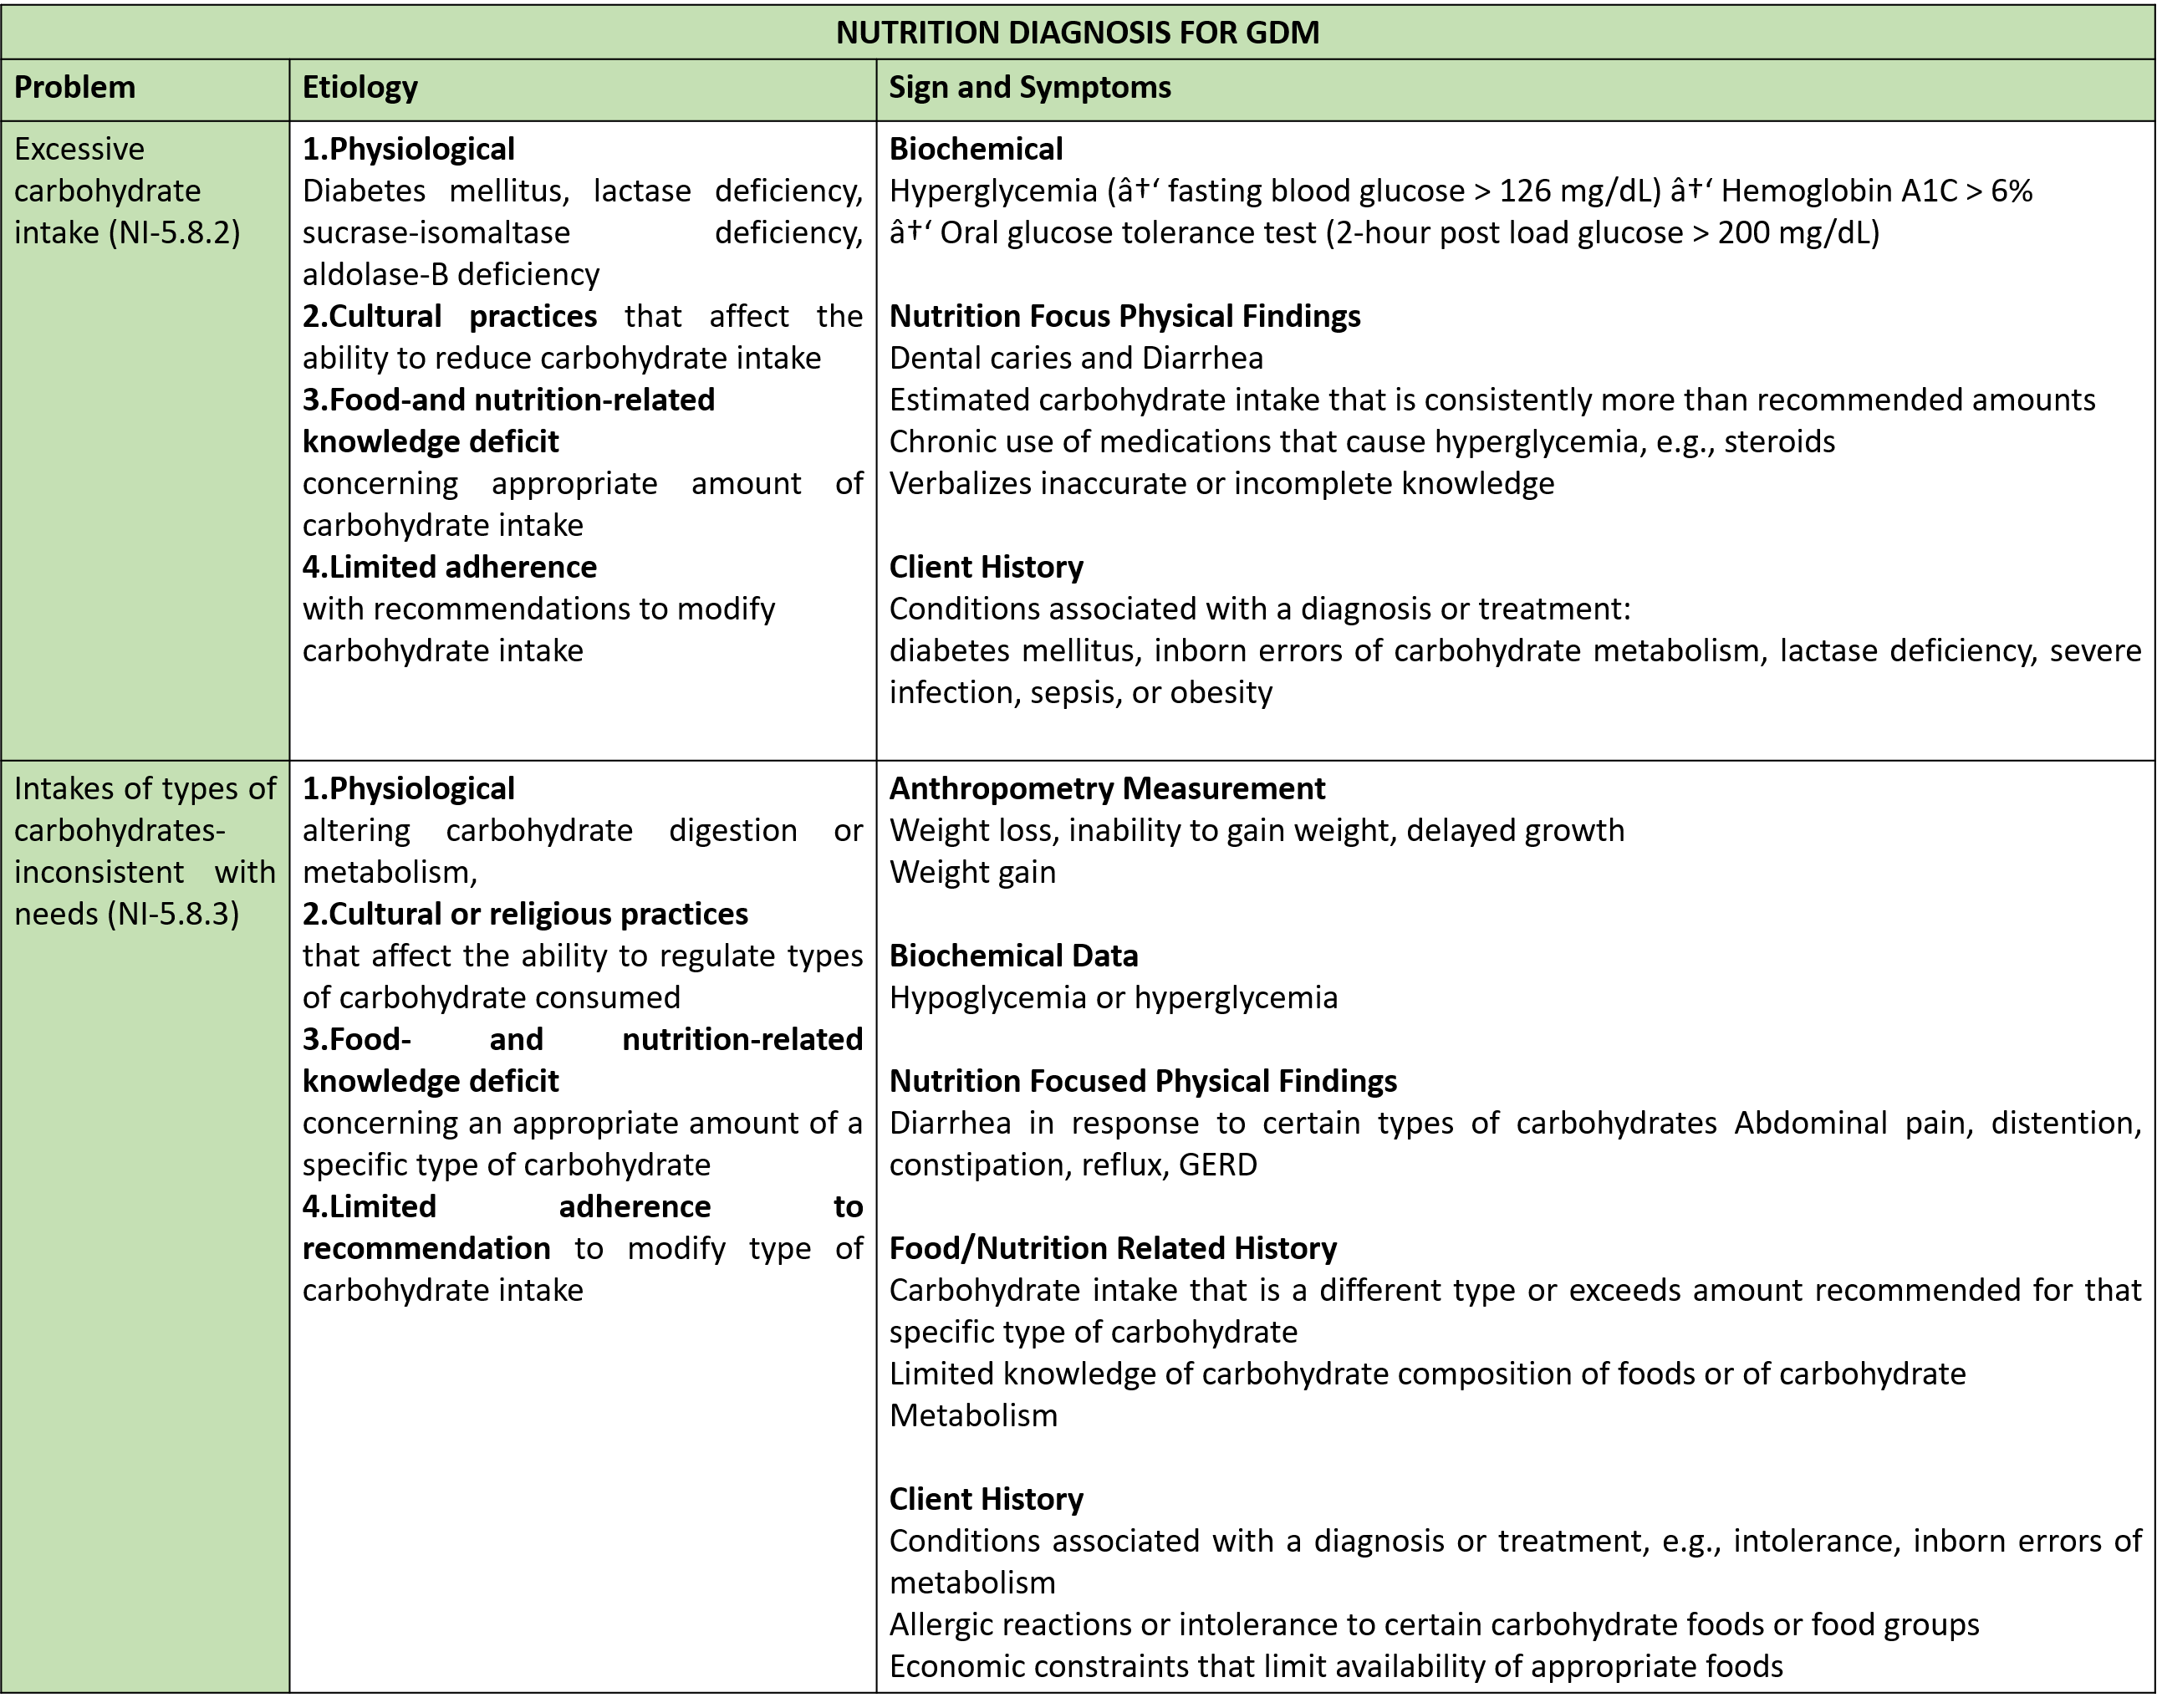 NUTRITION DIAGNOSIS FOR GDM
Problem
Etiology
Sign and Symptoms
Excessive
carbohydrate
intake (NI-5.8.2)
1.Physiological
Diabetes mellitus, lactase deficiency,
sucrase-isomaltase deficiency,
aldolase-B deficiency
2.Cultural practices that affect the
ability to reduce carbohydrate intake
3.Food-and nutrition-related
knowledge deficit
concerning appropriate amount of
carbohydrate intake
4.Limited adherence
with recommendations to modify
carbohydrate intake
Biochemical
Hyperglycemia (â†‘ fasting blood glucose > 126 mg/dL) â†‘ Hemoglobin A1C > 6%
â†‘ Oral glucose tolerance test (2-hour post load glucose > 200 mg/dL)
Nutrition Focus Physical Findings
Dental caries and Diarrhea
Estimated carbohydrate intake that is consistently more than recommended amounts
Chronic use of medications that cause hyperglycemia, e.g., steroids
Verbalizes inaccurate or incomplete knowledge
Client History
Conditions associated with a diagnosis or treatment:
diabetes mellitus, inborn errors of carbohydrate metabolism, lactase deficiency, severe
infection, sepsis, or obesity
Intakes of types of
carbohydrates-
inconsistent with
needs (NI-5.8.3)
1.Physiological
altering carbohydrate digestion or
metabolism,
2.Cultural or religious practices
that affect the ability to regulate types
of carbohydrate consumed
3.Food- and nutrition-related
knowledge deficit
concerning an appropriate amount of a
specific type of carbohydrate
4.Limited adherence to
recommendation to modify type of
carbohydrate intake
Anthropometry Measurement
Weight loss, inability to gain weight, delayed growth
Weight gain
Biochemical Data
Hypoglycemia or hyperglycemia
Nutrition Focused Physical Findings
Diarrhea in response to certain types of carbohydrates Abdominal pain, distention,
constipation, reflux, GERD
Food/Nutrition Related History
Carbohydrate intake that is a different type or exceeds amount recommended for that
specific type of carbohydrate
Limited knowledge of carbohydrate composition of foods or of carbohydrate
Metabolism
Client History
Conditions associated with a diagnosis or treatment, e.g., intolerance, inborn errors of
metabolism
Allergic reactions or intolerance to certain carbohydrate foods or food groups
Economic constraints that limit availability of appropriate foods